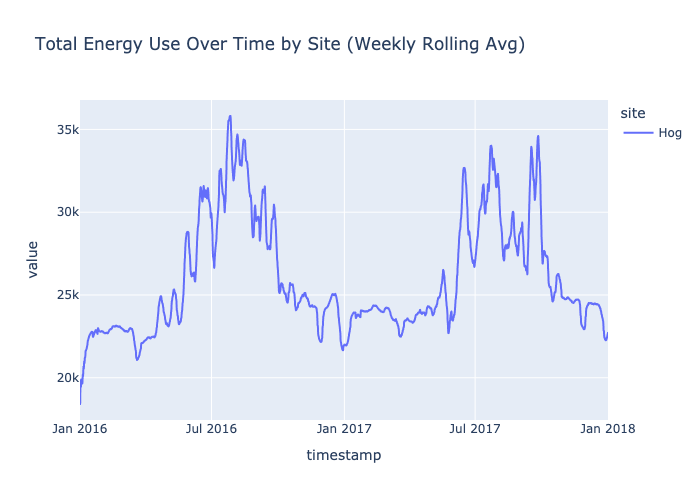 Total Energy Use Over Time by Site (Weekly Rolling Avg)
site
Hog
35k
30k
25k
20k
value
Jan 2016
Jul 2016
Jan 2017
Jul 2017
Jan 2018
timestamp